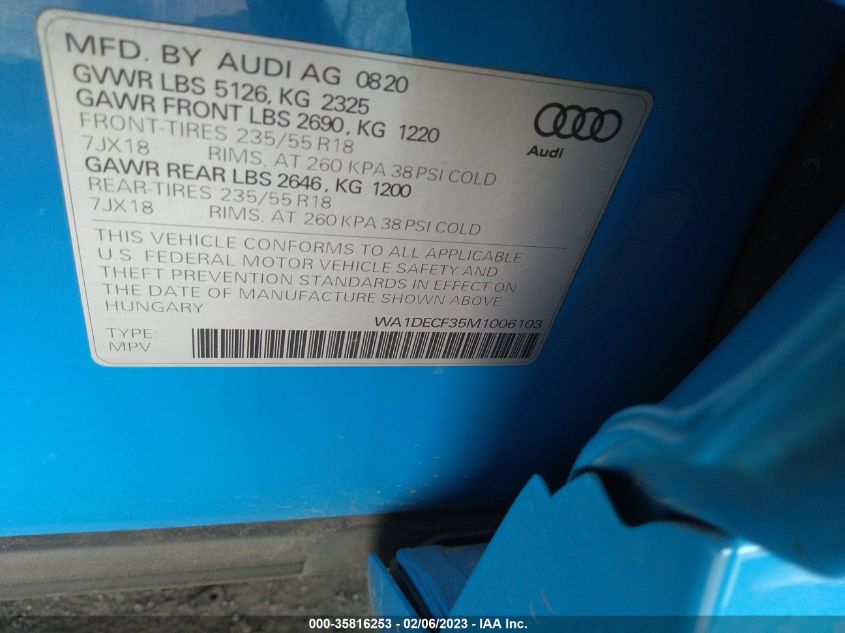 MFD. BY AUDI AG 0820
GVWR LBS 5126, KG 2325
GAWR FRONT LBS 2690, KG 1220
FRONT-TIRES 235/55 R18
7JX18 RIMS, AT 260 KPA 38 PSI COLD
GAWR REAR LBS 2646, KG 1200
REAR-TIRES 235/55 R18
7JX18 RIMS, AT 260 KPA 38 PSI COLD
Audi
THIS VEHICLE CONFORMS TO ALL APPLICABLE
U.S. FEDERAL MOTOR VEHICLE SAFETY AND
THEFT PREVENTION STANDARDS IN EFFECT ON
THE DATE OF MANUFACTURE SHOWN ABOVE
HUNGARY
WA1DECF35M1006103
TYPE:
MPV
000-35816253 - 02/06/2023 - IAA Inc.